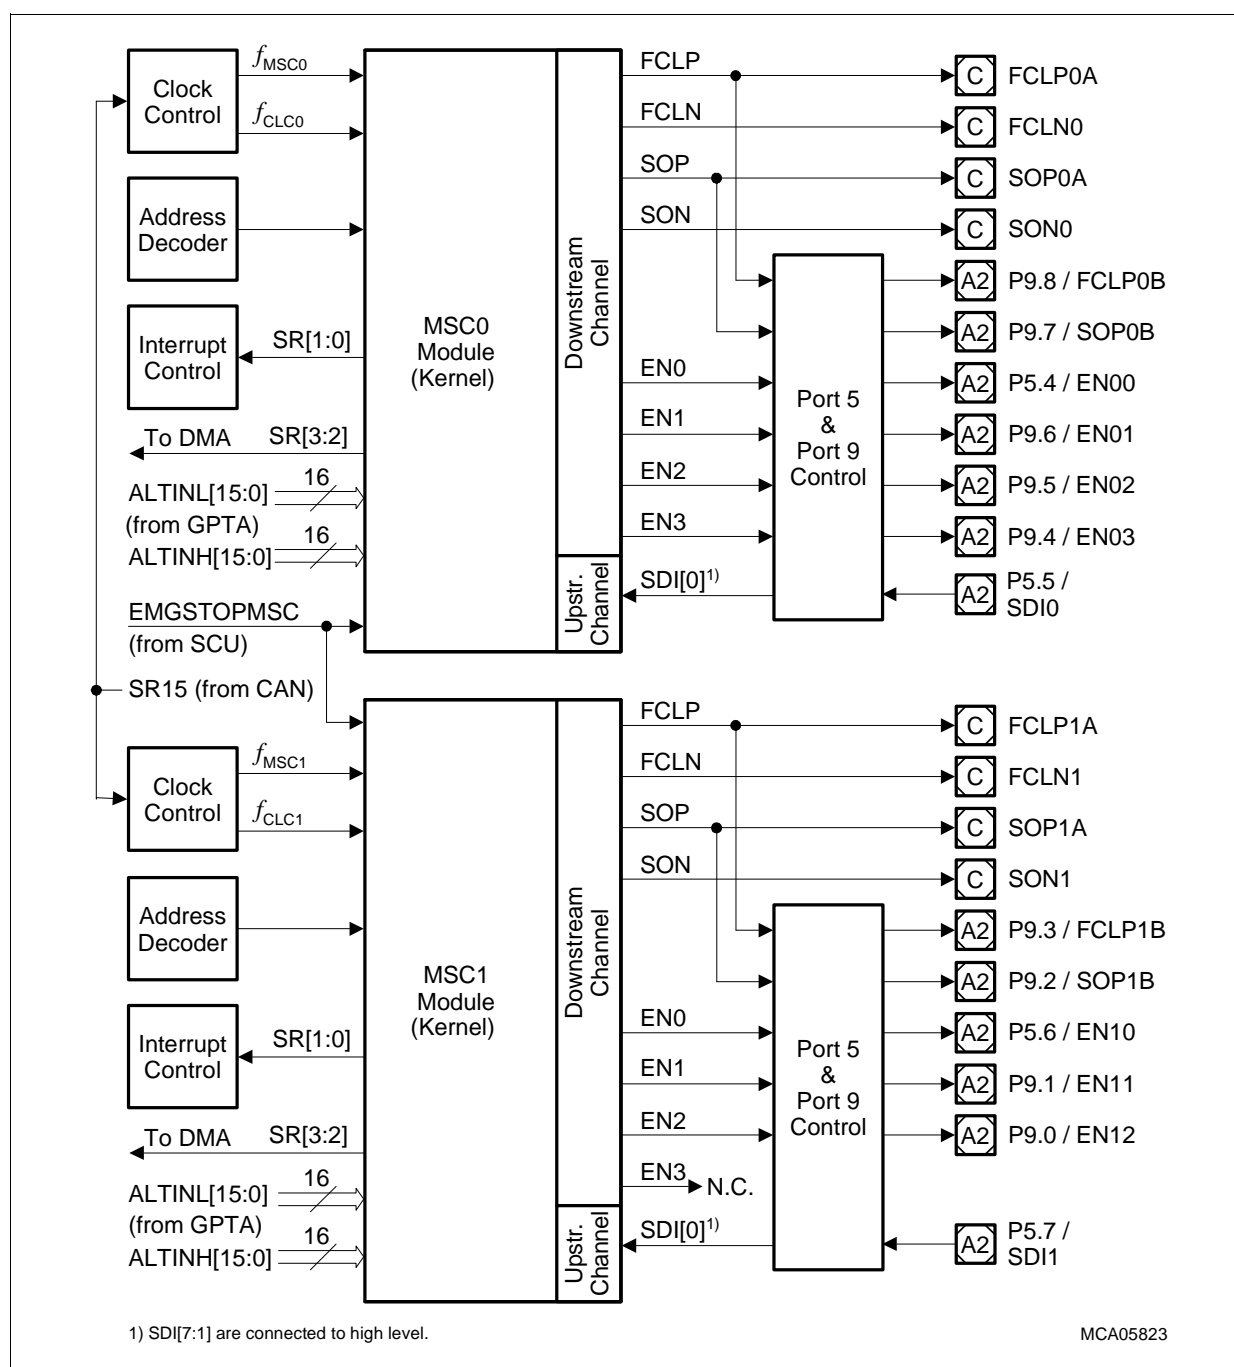 Clock
Control
fMSC0
fCLC0
Address
Decoder
Interrupt
Control
SR[1:0]
To DMA
SR[3:2]
ALTINL[15:0]
16
(from GPTA)
ALTINH[15:0]
16
EMGSTOPMSC
(from SCU)
SR15 (from CAN)
MSC0
Module
(Kernel)
Downstream
Channel
Upstr.
Channel
FCLP
FCLN
SOP
SON
EN0
EN1
EN2
EN3
SDI[0]1)
Port 5
&
Port 9
Control
C FCLP0A
C FCLN0
C SOP0A
C SON0
A2 P9.8 / FCLP0B
A2 P9.7 / SOP0B
A2 P5.4 / EN00
A2 P9.6 / EN01
A2 P9.5 / EN02
A2 P9.4 / EN03
A2 P5.5 /
SDI0
Clock
Control
fMSC1
fCLC1
Address
Decoder
Interrupt
Control
SR[1:0]
To DMA
SR[3:2]
ALTINL[15:0]
16
(from GPTA)
ALTINH[15:0]
16
MSC1
Module
(Kernel)
Downstream
Channel
Upstr.
Channel
FCLP
FCLN
SOP
SON
EN0
EN1
EN2
EN3
N.C.
SDI[0]1)
Port 5
&
Port 9
Control
C FCLP1A
C FCLN1
C SOP1A
C SON1
A2 P9.3 / FCLP1B
A2 P9.2 / SOP1B
A2 P5.6 / EN10
A2 P9.1 / EN11
A2 P9.0 / EN12
A2 P5.7 /
SDI1
1) SDI[7:1] are connected to high level.
MCA05823